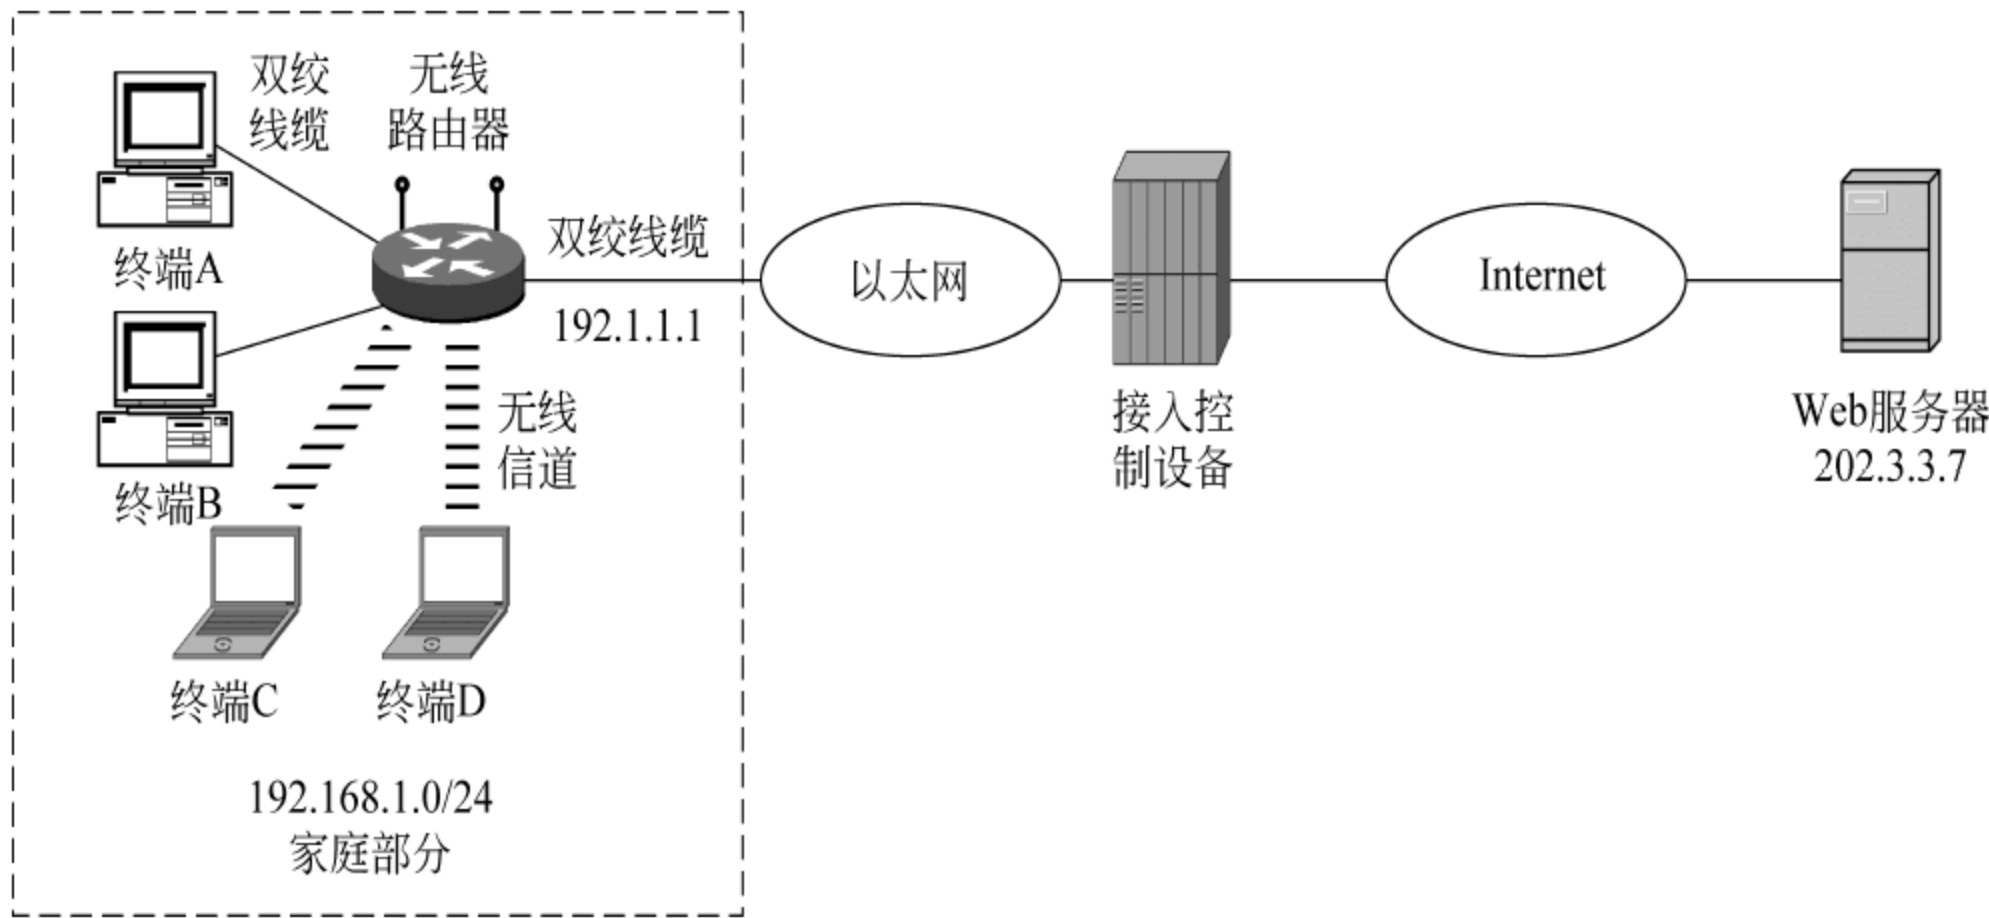 双绞
线缆
无线
路由器
终端A
双绞线缆
192.1.1.1
以太网
Internet
终端B
无线
信道
接入控
制设备
Web服务器
202.3.3.7
终端C
终端D
192.168.1.0/24
家庭部分